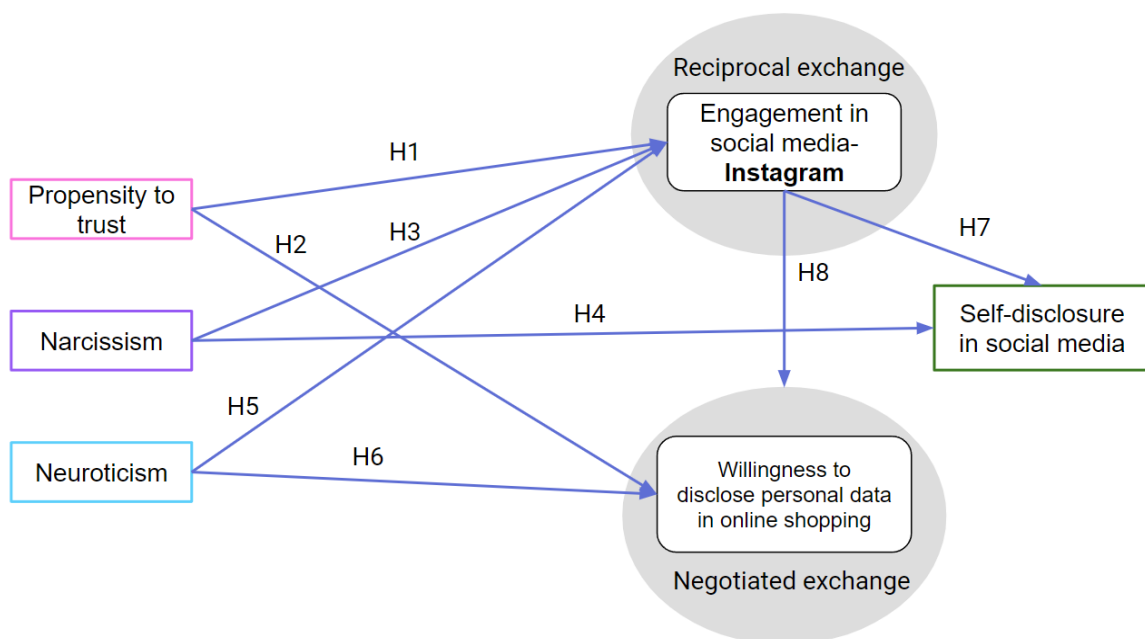 Reciprocal exchange
Engagement in
social media-
Instagram
H1
Propensity to
trust
H2
H3
H7
H8
Narcissism
H4
Self-disclosure
in social media
H5
Neuroticism
H6
Willingness to
disclose personal data
in online shopping
Negotiated exchange